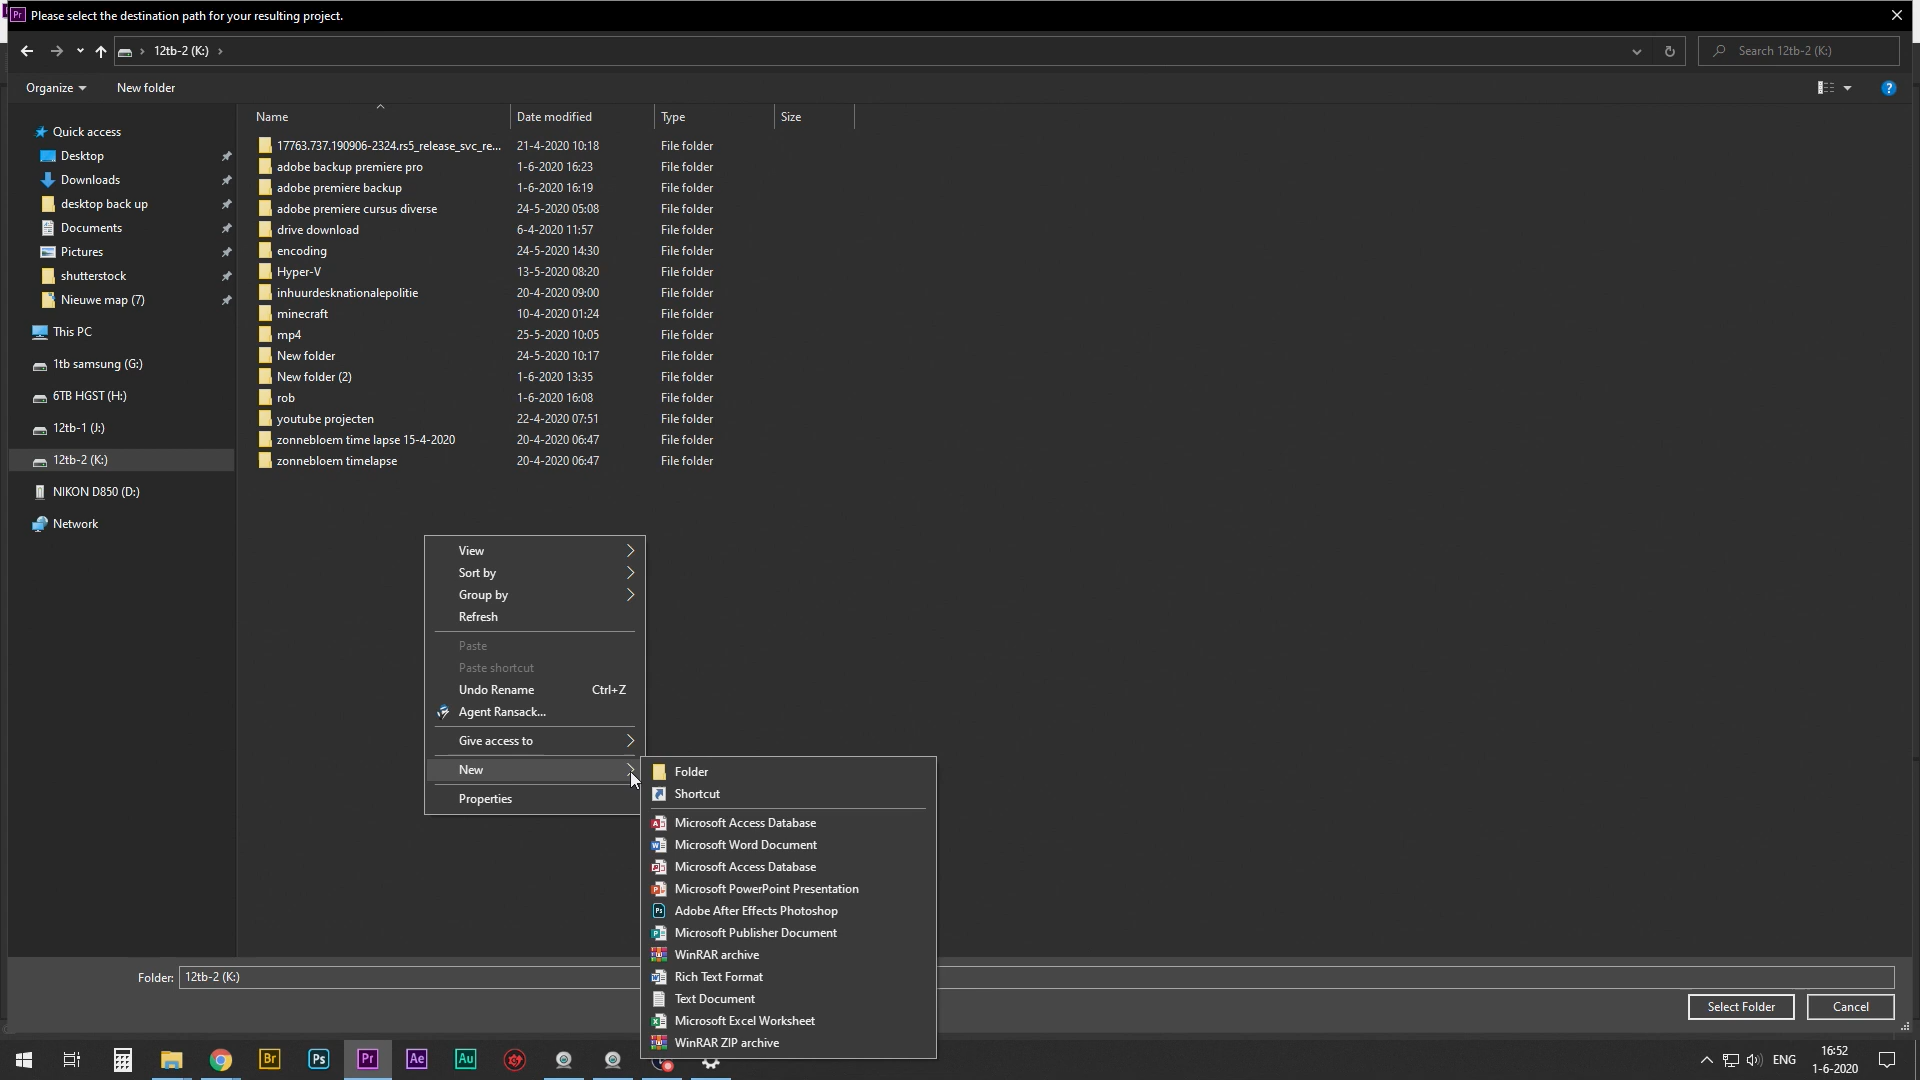 Pr Please select the destination path for your resulting project.
12tb-2 (K:)
Search 12tb-2 (K:)
Organize
New folder
?
Name
Date modified
Type
Size
Quick access
Desktop
Downloads
desktop back up
Documents
Pictures
shutterstock
Nieuwe map (7)
This PC
1tb samsung (G:)
6TB HGST (H:)
12tb-1 (J:)
12tb-2 (K:)
NIKON D850 (D:)
Network
17763.737.190906-2324.rs5_release_svc_re... 21-4-2020 10:18 File folder
adobe backup premiere pro 1-6-2020 16:23 File folder
adobe premiere backup 1-6-2020 16:19 File folder
adobe premiere cursus diverse 24-5-2020 05:08 File folder
drive download 6-4-2020 11:57 File folder
encoding 24-5-2020 14:30 File folder
Hyper-V 13-5-2020 08:20 File folder
inhuurdesknationalepolitie 20-4-2020 09:00 File folder
minecraft 10-4-2020 01:24 File folder
mp4 25-5-2020 10:05 File folder
New folder 24-5-2020 10:17 File folder
New folder (2) 1-6-2020 13:35 File folder
rob 1-6-2020 16:08 File folder
youtube projecten 22-4-2020 07:51 File folder
zonnebloem time lapse 15-4-2020 20-4-2020 06:47 File folder
zonnebloem timelapse 20-4-2020 06:47 File folder
View
Sort by
Group by
Refresh
Paste
Paste shortcut
Undo Rename Ctrl+Z
Agent Ransack...
Give access to
New
Properties
Folder
Shortcut
Microsoft Access Database
Microsoft Word Document
Microsoft Access Database
Microsoft PowerPoint Presentation
Adobe After Effects Photoshop
Microsoft Publisher Document
WinRAR archive
Rich Text Format
Text Document
Microsoft Excel Worksheet
WinRAR ZIP archive
Folder: 12tb-2 (K:)
Select Folder
Cancel
Br Ps Pr Ae Au
ENG
16:52
1-6-2020